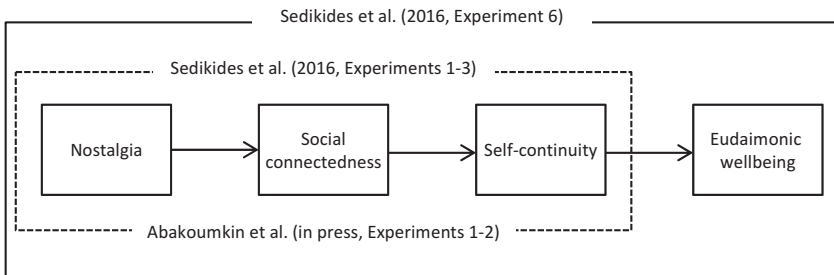 Sedikides et al. (2016, Experiment 6)
Sedikides et al. (2016, Experiments 1-3)
Nostalgia
Social
connectedness
Self-continuity
Eudaimonic
wellbeing
Abakoumkin et al. (in press, Experiments 1-2)